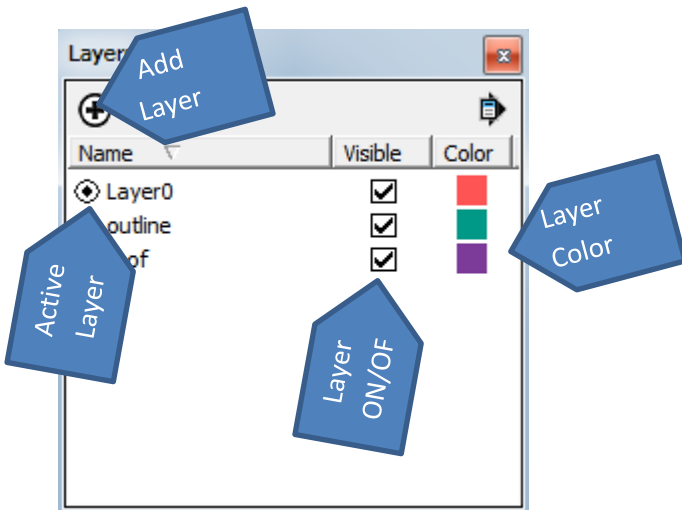 Layer
Add
Layer
Name Visible Color
Layer0
outline
of
Layer
Color
Active
Layer
Layer
ON/OF